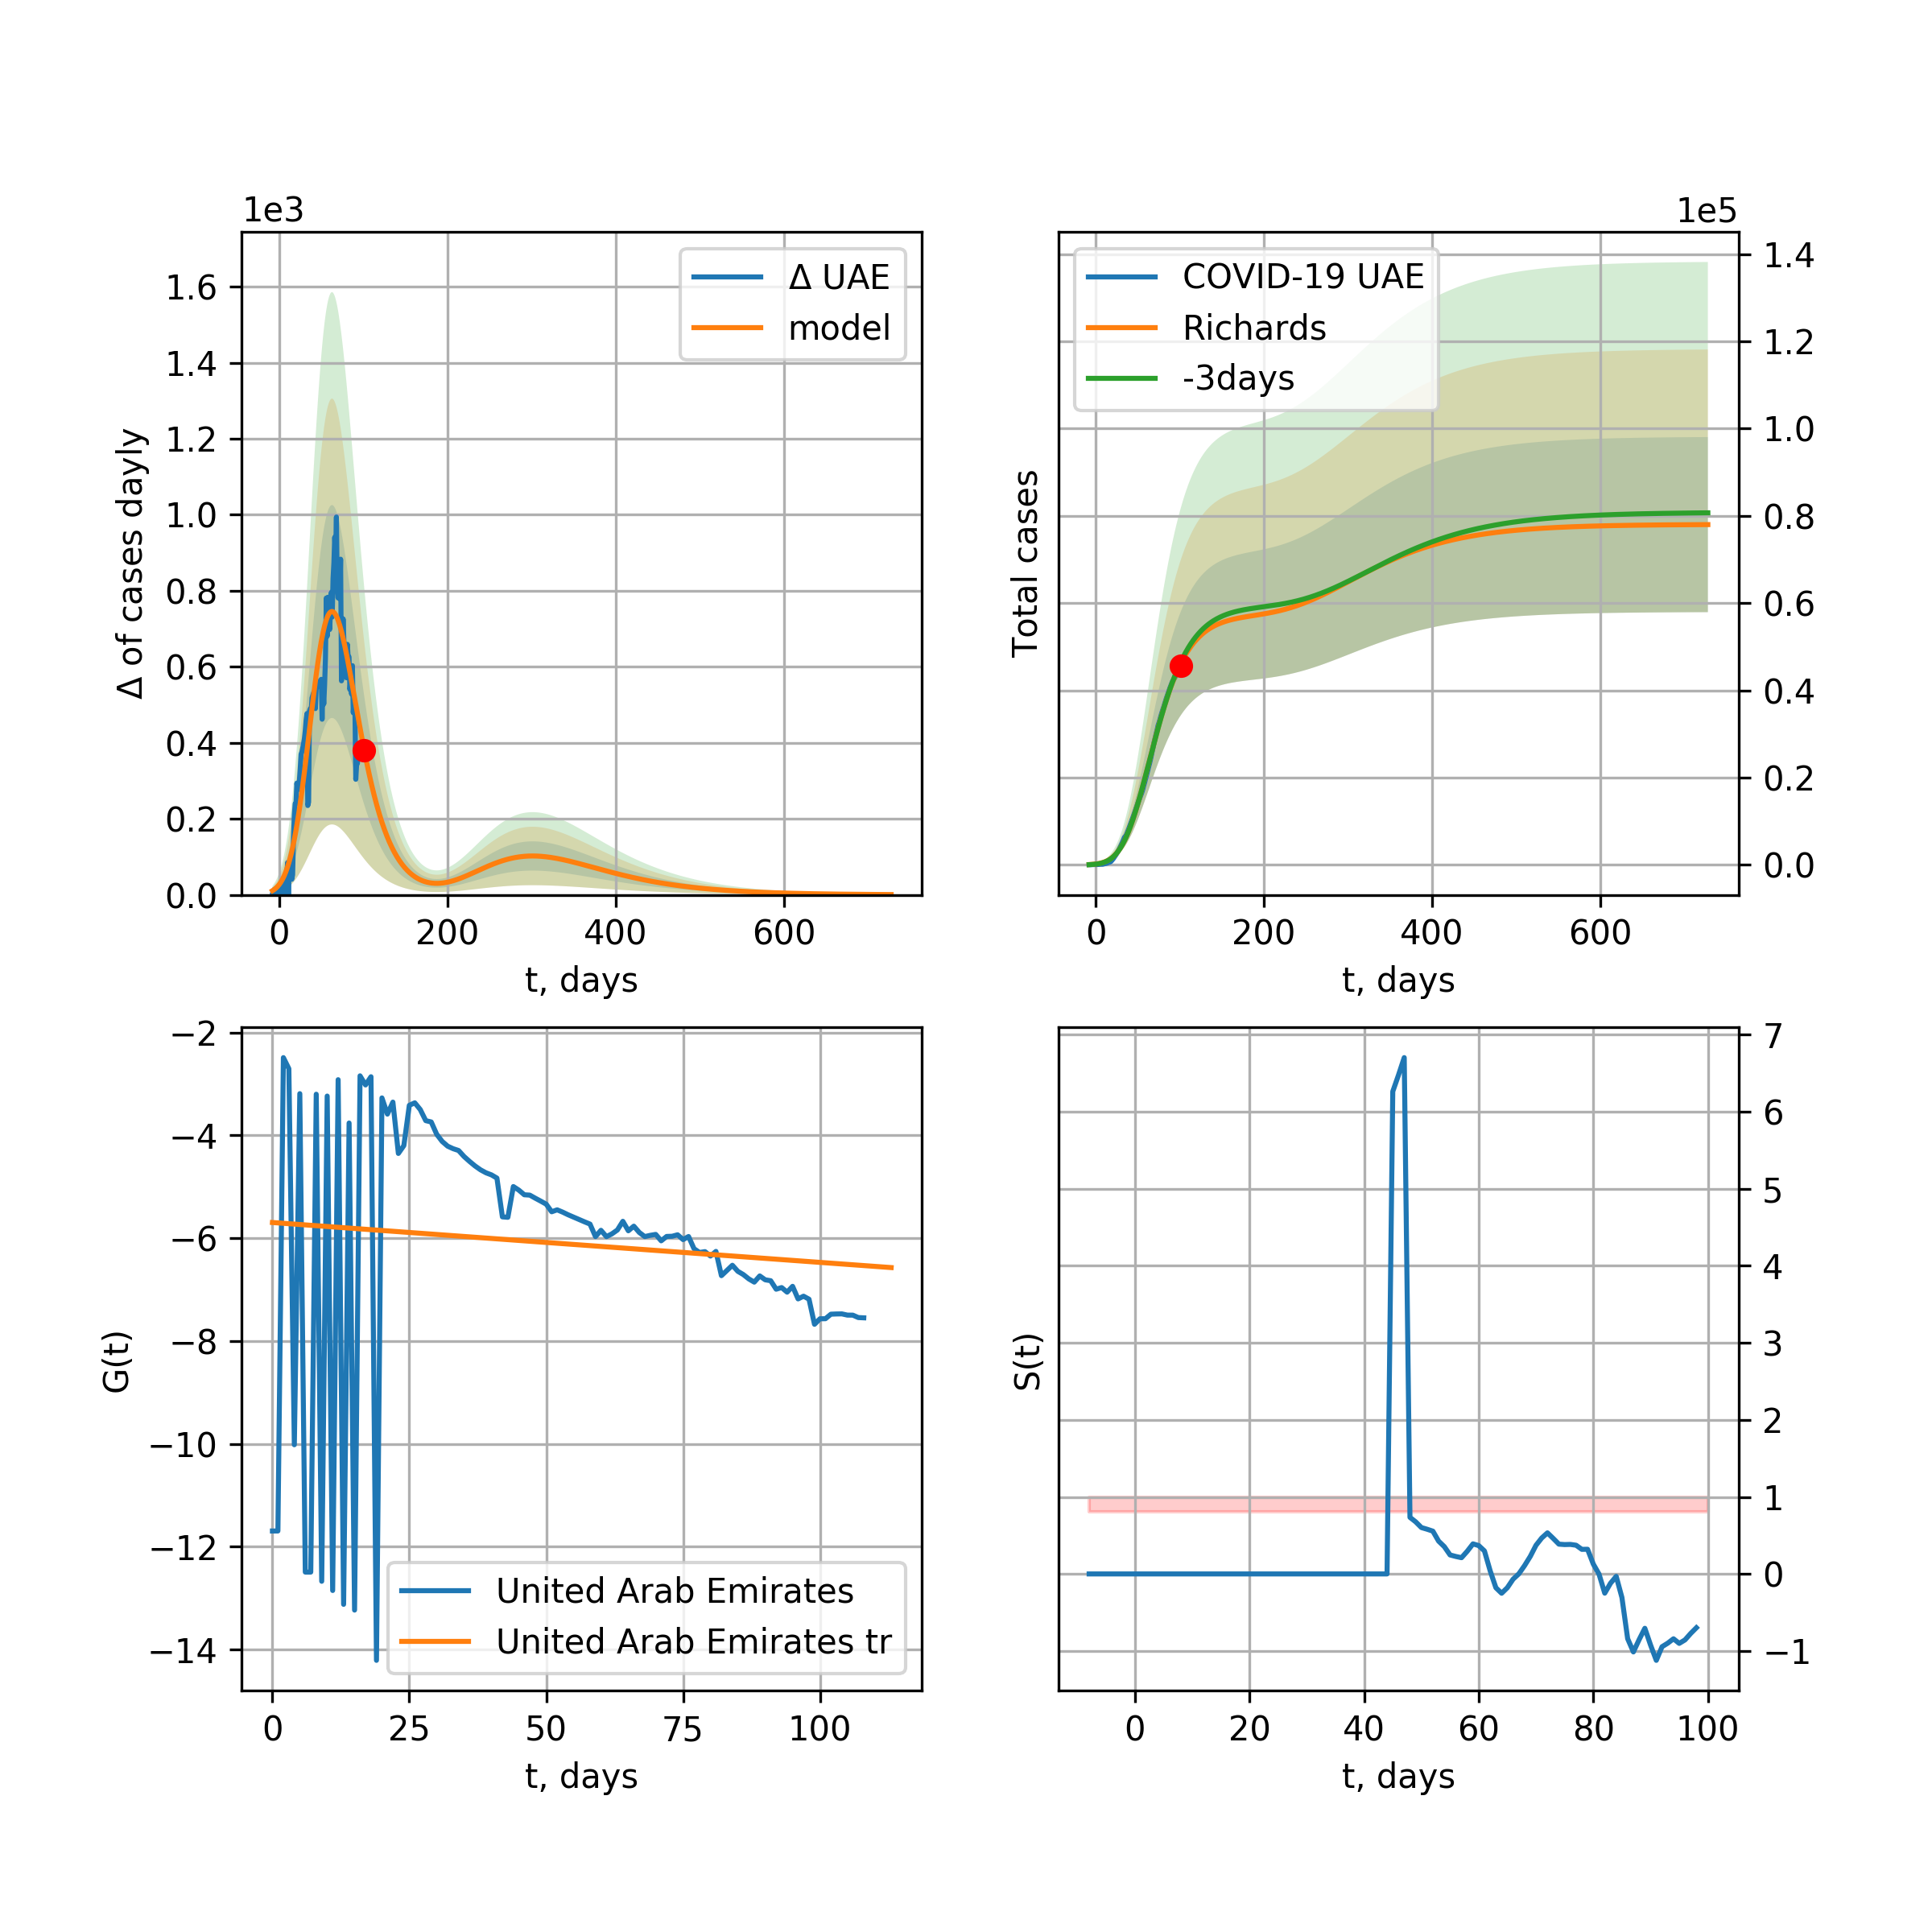 1e3
1.6
1.4
1.2
1.0
0.8
0.6
0.4
0.2
0.0
Δ of cases dayly
0 200 400 600
t, days
Δ UAE
model
1e5
1.4
1.2
1.0
0.8
0.6
0.4
0.2
0.0
Total cases
0 200 400 600
t, days
COVID-19 UAE
Richards
-3days
−2
−4
−6
−8
−10
−12
−14
G(t)
0 25 50 75 100
t, days
United Arab Emirates
United Arab Emirates tr
7
6
5
4
3
2
1
0
−1
S(t)
0 20 40 60 80 100
t, days